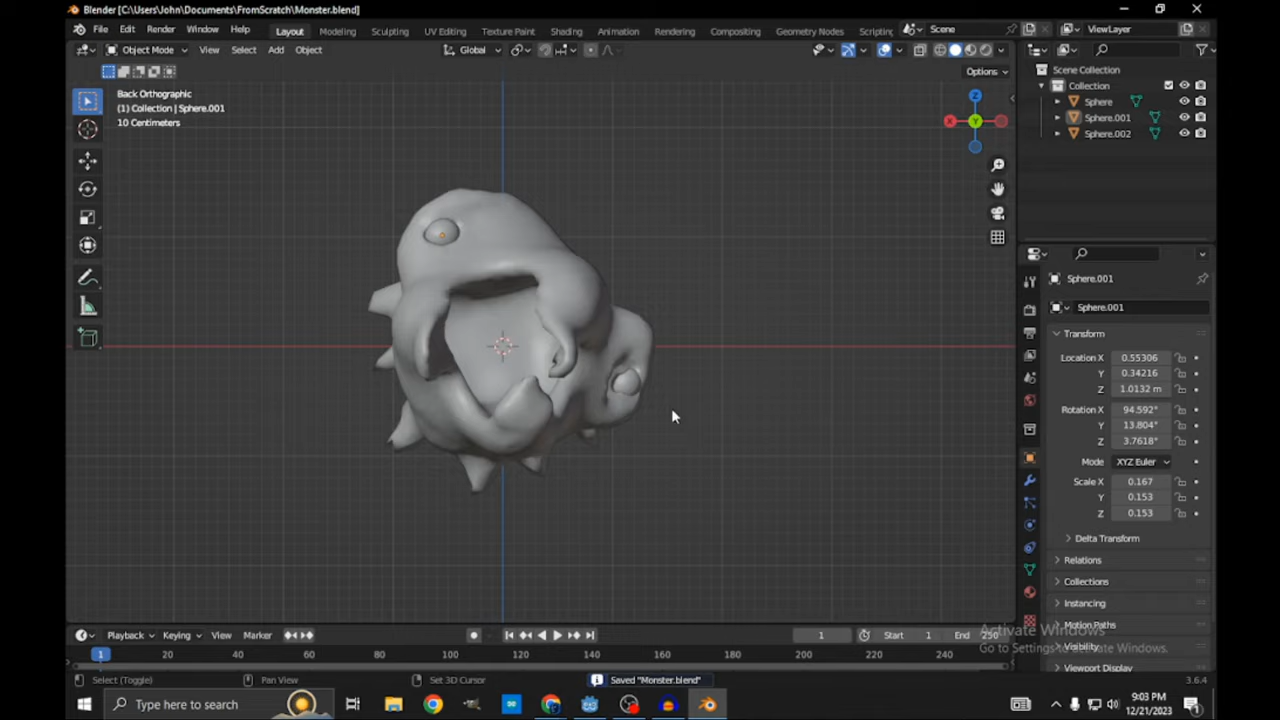 Blender [C:\Users\John\Documents\FromScratch\Monster.blend]
File Edit Render Window Help Layout Modeling Sculpting UV Editing Texture Paint Shading Animation Rendering Compositing Geometry Nodes Scripting Scene ViewLayer
Object Mode View Select Add Object Global
Options
Back Orthographic
(1) Collection | Sphere.001
10 Centimeters
Z
X
Y
Scene Collection
Collection
Sphere
Sphere.001
Sphere.002
Sphere.001
Sphere.001
Transform
Location X 0.55306
Y 0.34216
Z 1.0132 m
Rotation X 94.592°
Y 13.804°
Z 3.7618°
Mode XYZ Euler
Scale X 0.167
Y 0.153
Z 0.153
Delta Transform
Relations
Collections
Instancing
Motion Paths
Visibility
Viewport Display
Activate Windows
Go to Settings to Activate Windows.
Playback Keying View Marker 1 Start 1 End 250
1 20 40 60 80 100 120 140 160 180 200 220 240
Select (Toggle) Pan View Set 3D Cursor Saved "Monster.blend" 3.6.4
Type here to search
9:03 PM
12/21/2023